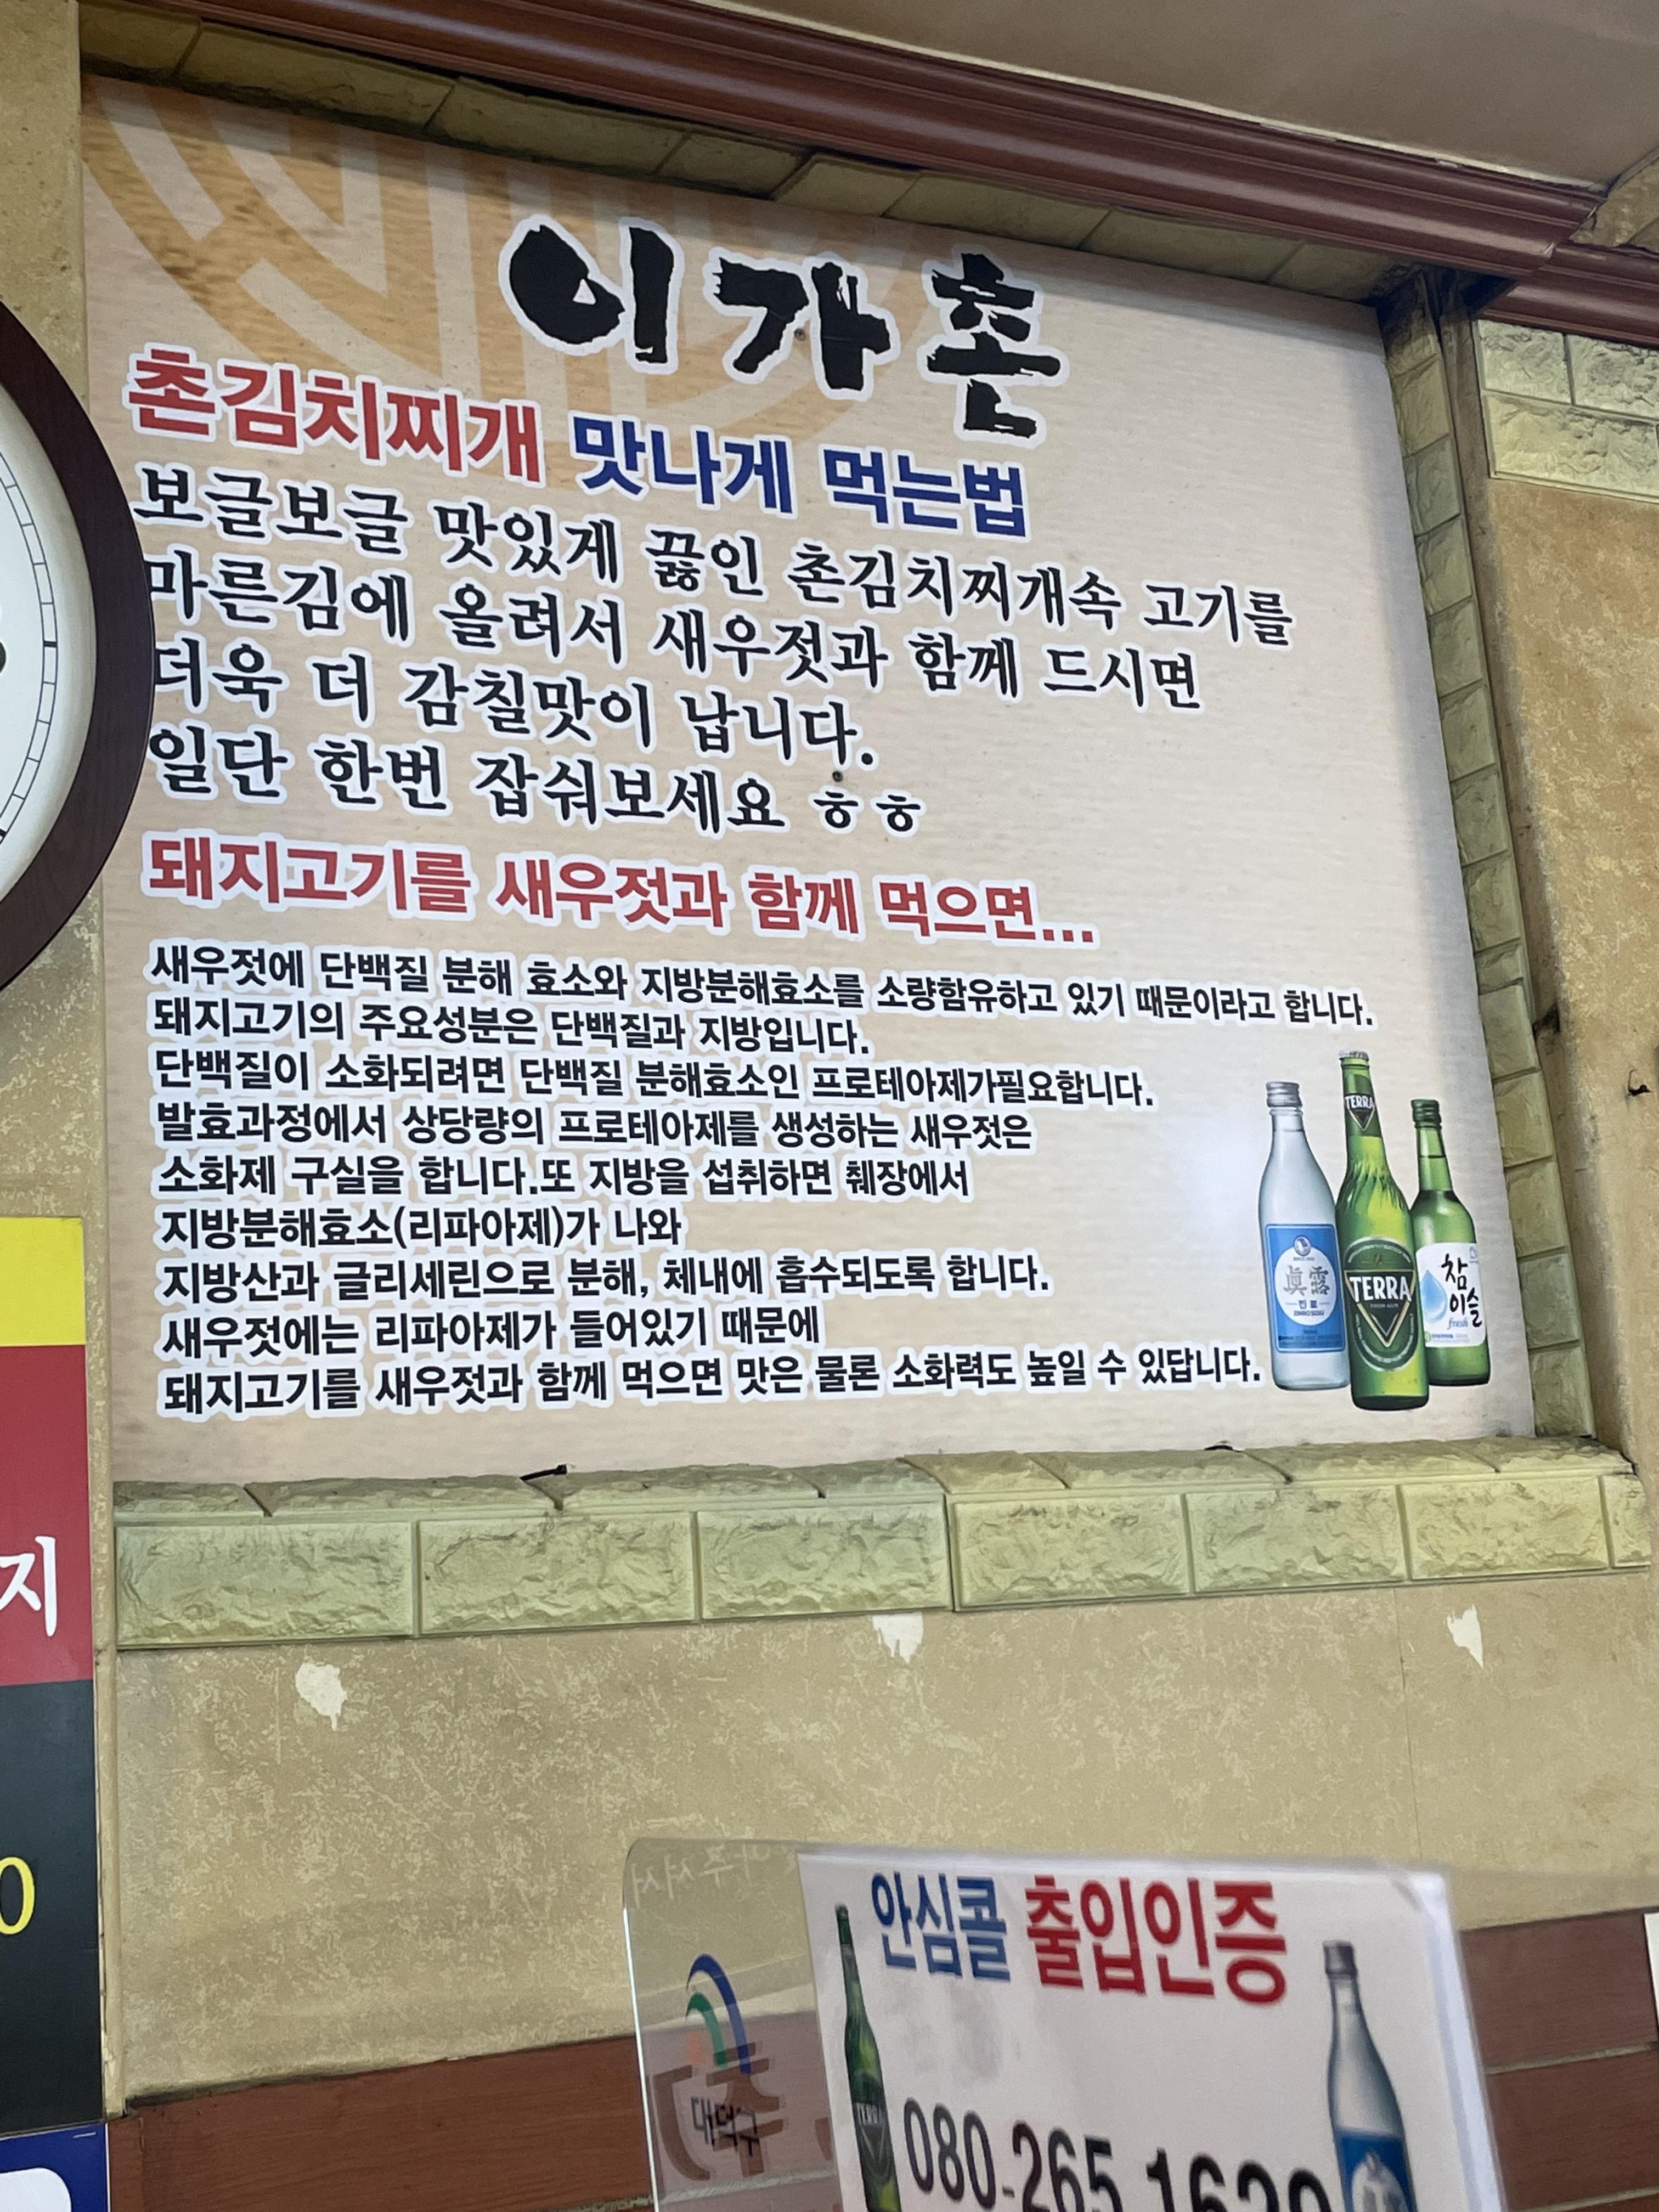 이가촌
촌김치찌개 맛나게 먹는법
보글보글 맛있게 끓인 촌김치찌개속 고기를
마른김에 올려서 새우젓과 함께 드시면
더욱 더 감칠맛이 납니다.
일단 한번 잡숴보세요 ㅎㅎ
돼지고기를 새우젓과 함께 먹으면...
새우젓에 단백질 분해 효소와 지방분해효소를 소량함유하고 있기 때문이라고 합니다.
돼지고기의 주요성분은 단백질과 지방입니다.
단백질이 소화되려면 단백질 분해효소인 프로테아제가필요합니다.
발효과정에서 상당량의 프로테아제를 생성하는 새우젓은
소화제 구실을 합니다.또 지방을 섭취하면 췌장에서
지방분해효소(리파아제)가 나와
지방산과 글리세린으로 분해, 체내에 흡수되도록 합니다.
새우젓에는 리파아제가 들어있기 때문에
돼지고기를 새우젓과 함께 먹으면 맛은 물론 소화력도 높일 수 있답니다.
TERRA
眞露
진로
TERRA
참이슬
fresh
지
0
안심콜 출입인증
대덕구
TERRA
080-265-1639